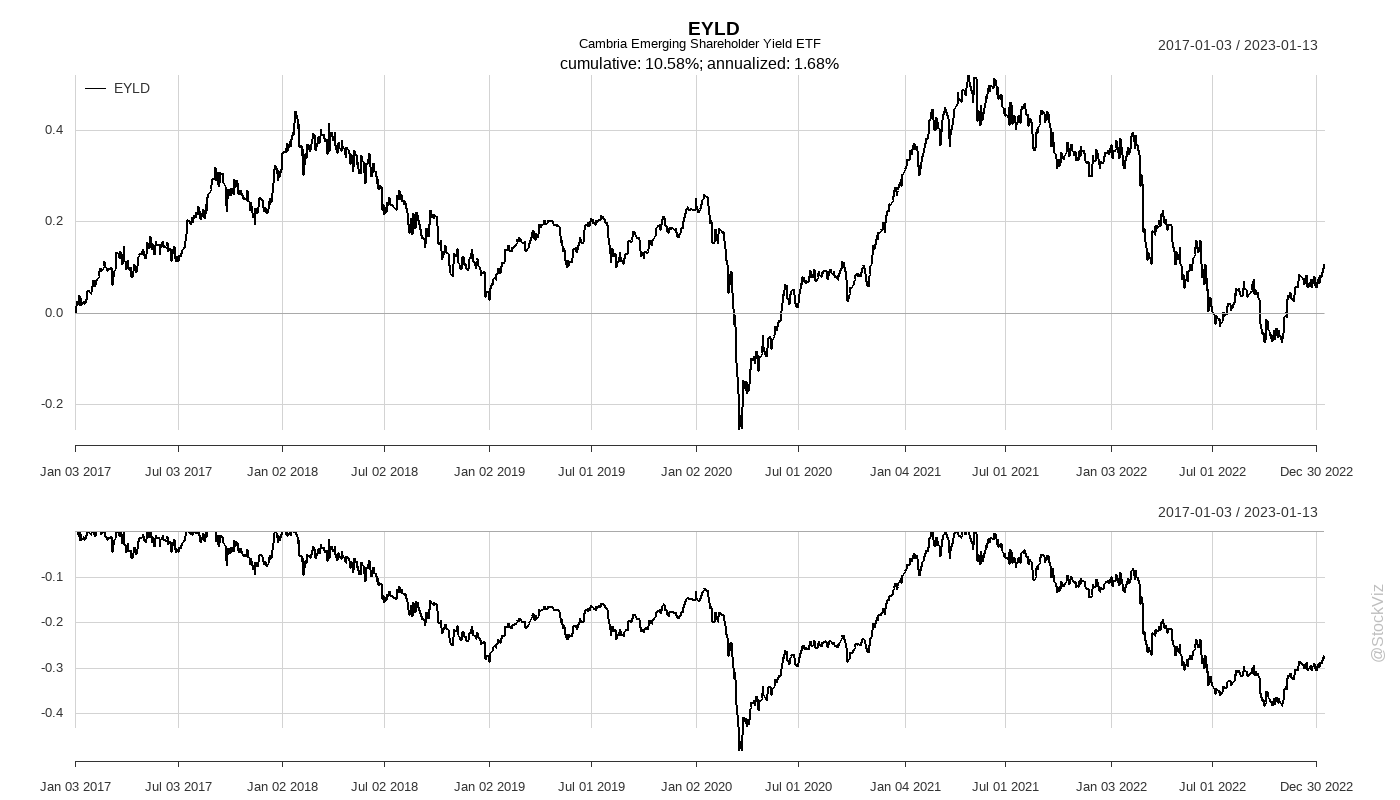 EYLD
Cambria Emerging Shareholder Yield ETF
cumulative: 10.58%; annualized: 1.68%
2017-01-03 / 2023-01-13
EYLD
0.4
0.2
0.0
-0.2
Jan 03 2017 Jul 03 2017 Jan 02 2018 Jul 02 2018 Jan 02 2019 Jul 01 2019 Jan 02 2020 Jul 01 2020 Jan 04 2021 Jul 01 2021 Jan 03 2022 Jul 01 2022 Dec 30 2022
2017-01-03 / 2023-01-13
-0.1
-0.2
-0.3
-0.4
Jan 03 2017 Jul 03 2017 Jan 02 2018 Jul 02 2018 Jan 02 2019 Jul 01 2019 Jan 02 2020 Jul 01 2020 Jan 04 2021 Jul 01 2021 Jan 03 2022 Jul 01 2022 Dec 30 2022
@StockViz